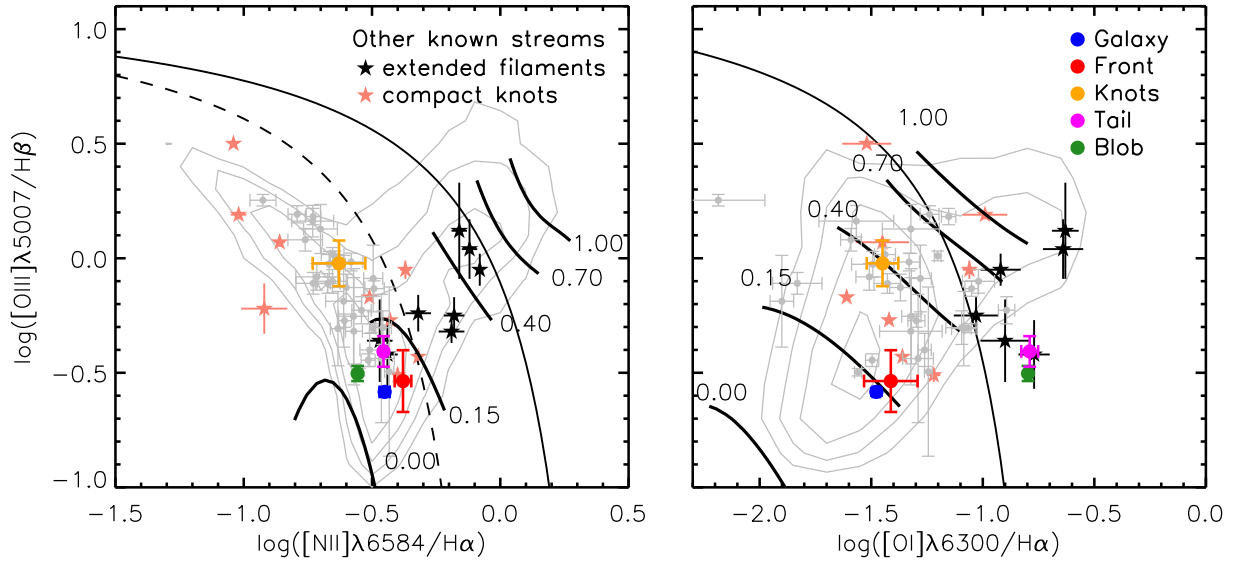 Other known streams
extended filaments
compact knots
1.00
0.70
0.40
0.15
0.00
1.0
0.5
0.0
−0.5
−1.0
log([OIII]λ5007/Hβ)
−1.5
−1.0
−0.5
0.0
0.5
log([NII]λ6584/Hα)
Galaxy
Front
Knots
Tail
Blob
1.00
0.70
0.40
0.15
0.00
−2.0
−1.5
−1.0
−0.5
0.0
log([OI]λ6300/Hα)